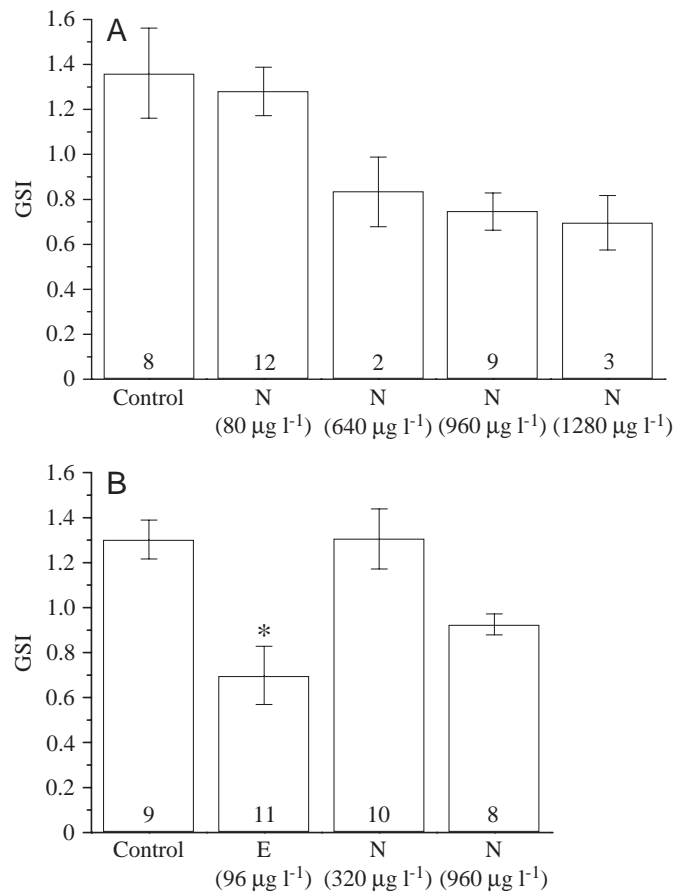 A
1.6
1.4
1.2
1.0
0.8
0.6
0.4
0.2
0
GSI
8 12 2 9 3
Control N N N N
(80 µg l⁻¹) (640 µg l⁻¹) (960 µg l⁻¹) (1280 µg l⁻¹)
B
1.6
1.4
1.2
1.0
0.8
0.6
0.4
0.2
0
GSI
*
9 11 10 8
Control E N N
(96 µg l⁻¹) (320 µg l⁻¹) (960 µg l⁻¹)